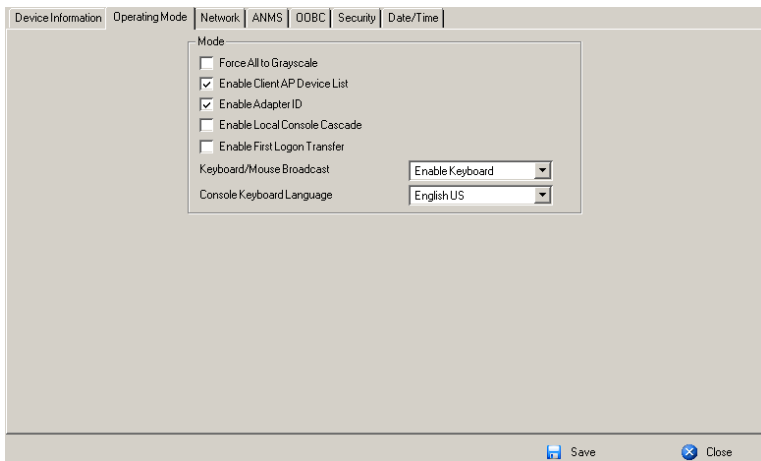 Device Information Operating Mode Network ANMS OOBC Security Date/Time
Mode
Force All to Grayscale
Enable Client AP Device List
Enable Adapter ID
Enable Local Console Cascade
Enable First Logon Transfer
Keyboard/Mouse Broadcast Enable Keyboard
Console Keyboard Language English US
Save Close